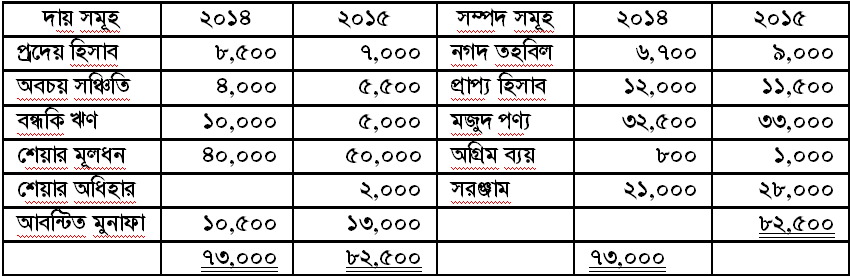 দায় সমূহ ২০১৪ ২০১৫ সম্পদ সমূহ ২০১৪ ২০১৫
প্রদেয় হিসাব ৮,৫০০ ৭,০০০ নগদ তহবিল ৬,৭০০ ৯,০০০
অবচয় সঞ্চিতি ৪,০০০ ৫,৫০০ প্রাপ্য হিসাব ১২,০০০ ১১,৫০০
বন্ধকি ঋণ ১০,০০০ ৫,০০০ মজুদ পণ্য ৩২,৫০০ ৩৩,০০০
শেয়ার মূলধন ৪০,০০০ ৫০,০০০ অগ্রিম ব্যয় ৮০০ ১,০০০
শেয়ার অধিহার ২,০০০ সরঞ্জাম ২১,০০০ ২৮,০০০
আবন্টিত মুনাফা ১০,৫০০ ১৩,০০০ ৮২,৫০০
৭৩,০০০ ৮২,৫০০ ৭৩,০০০